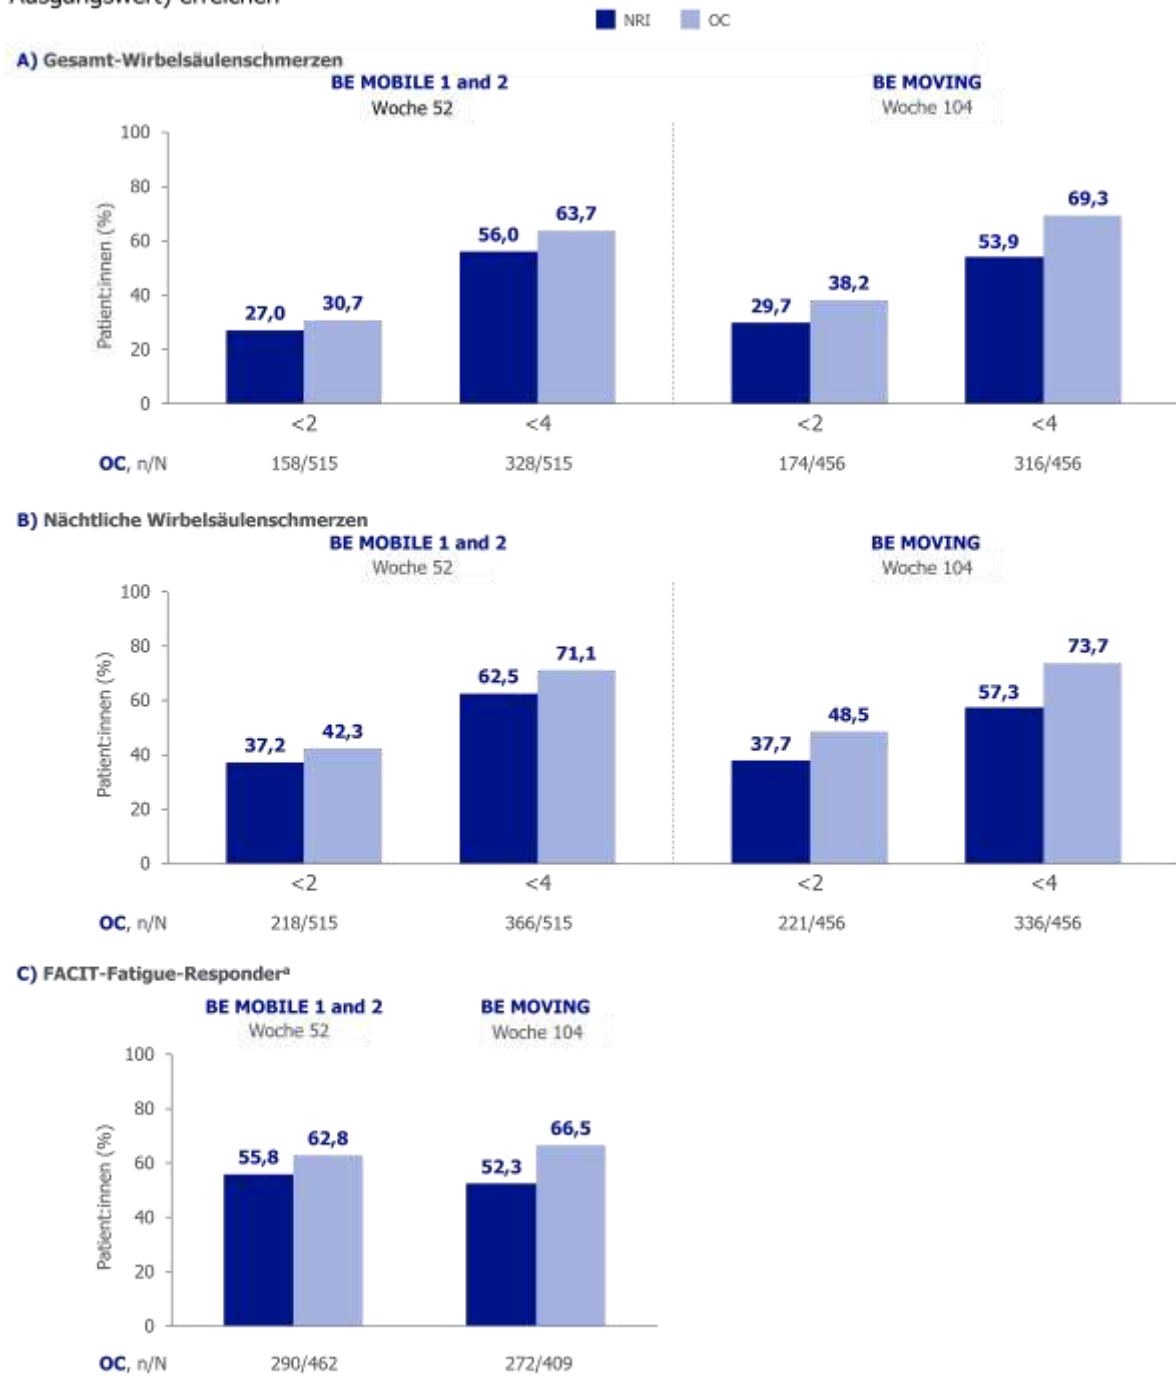 Ausgangswert) erreichen
NRI OC
A) Gesamt-Wirbelsäulenschmerzen
BE MOBILE 1 and 2 BE MOVING
Woche 52 Woche 104
Patient:innen (%)
100
80
60
40
20
0
27,0 30,7 56,0 63,7 29,7 38,2 53,9 69,3
<2 <4 <2 <4
OC, n/N 158/515 328/515 174/456 316/456
B) Nächtliche Wirbelsäulenschmerzen
BE MOBILE 1 and 2 BE MOVING
Woche 52 Woche 104
Patient:innen (%)
100
80
60
40
20
0
37,2 42,3 62,5 71,1 37,7 48,5 57,3 73,7
<2 <4 <2 <4
OC, n/N 218/515 366/515 221/456 336/456
C) FACIT-Fatigue-Responderᵃ
BE MOBILE 1 and 2 BE MOVING
Woche 52 Woche 104
Patient:innen (%)
100
80
60
40
20
0
55,8 62,8 52,3 66,5
OC, n/N 290/462 272/409